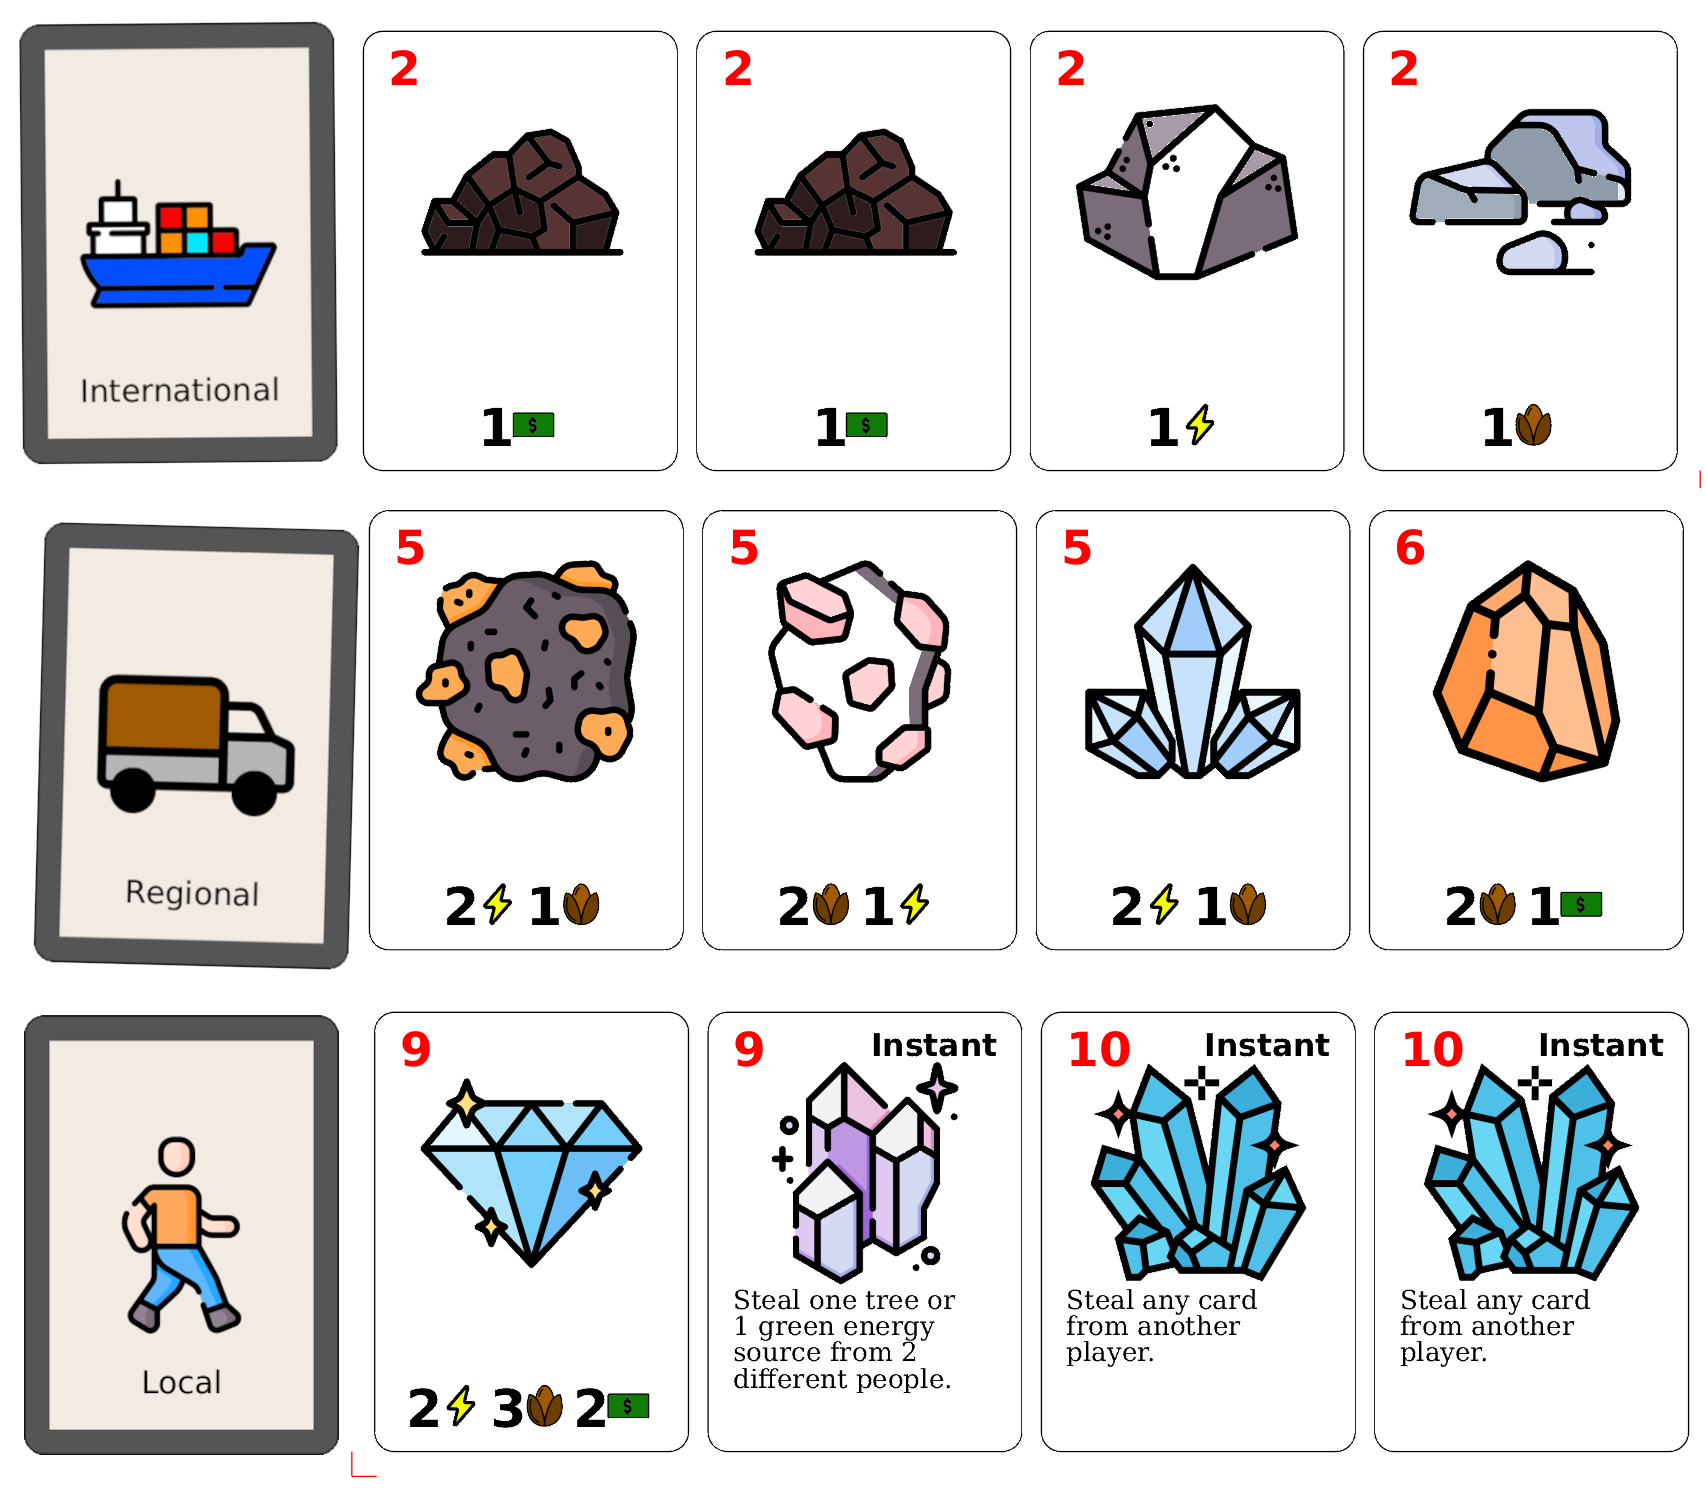 2
2
2
2
International
1 $
1 $
1
1
5
5
5
6
Regional
2 1
2 1
2 1
2 1 $
9
9 Instant
10 Instant
10 Instant
Steal one tree or
1 green energy
source from 2
different people.
Steal any card
from another
player.
Steal any card
from another
player.
Local
2 3 2 $